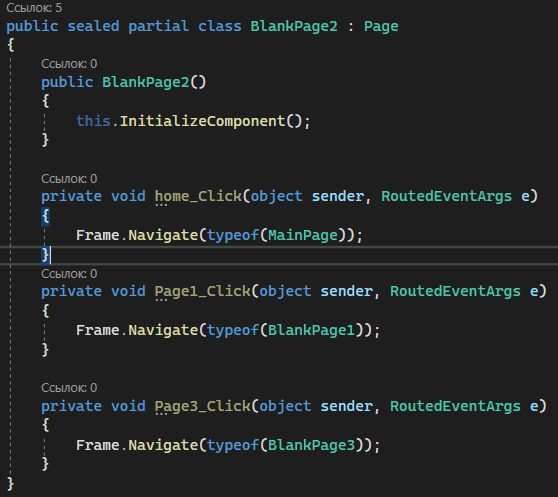 Ссылок: 5
public sealed partial class BlankPage2 : Page
{
Ссылок: 0
public BlankPage2()
{
this.InitializeComponent();
}
Ссылок: 0
private void home_Click(object sender, RoutedEventArgs e)
{
Frame.Navigate(typeof(MainPage));
}
Ссылок: 0
private void Page1_Click(object sender, RoutedEventArgs e)
{
Frame.Navigate(typeof(BlankPage1));
}
Ссылок: 0
private void Page3_Click(object sender, RoutedEventArgs e)
{
Frame.Navigate(typeof(BlankPage3));
}
}